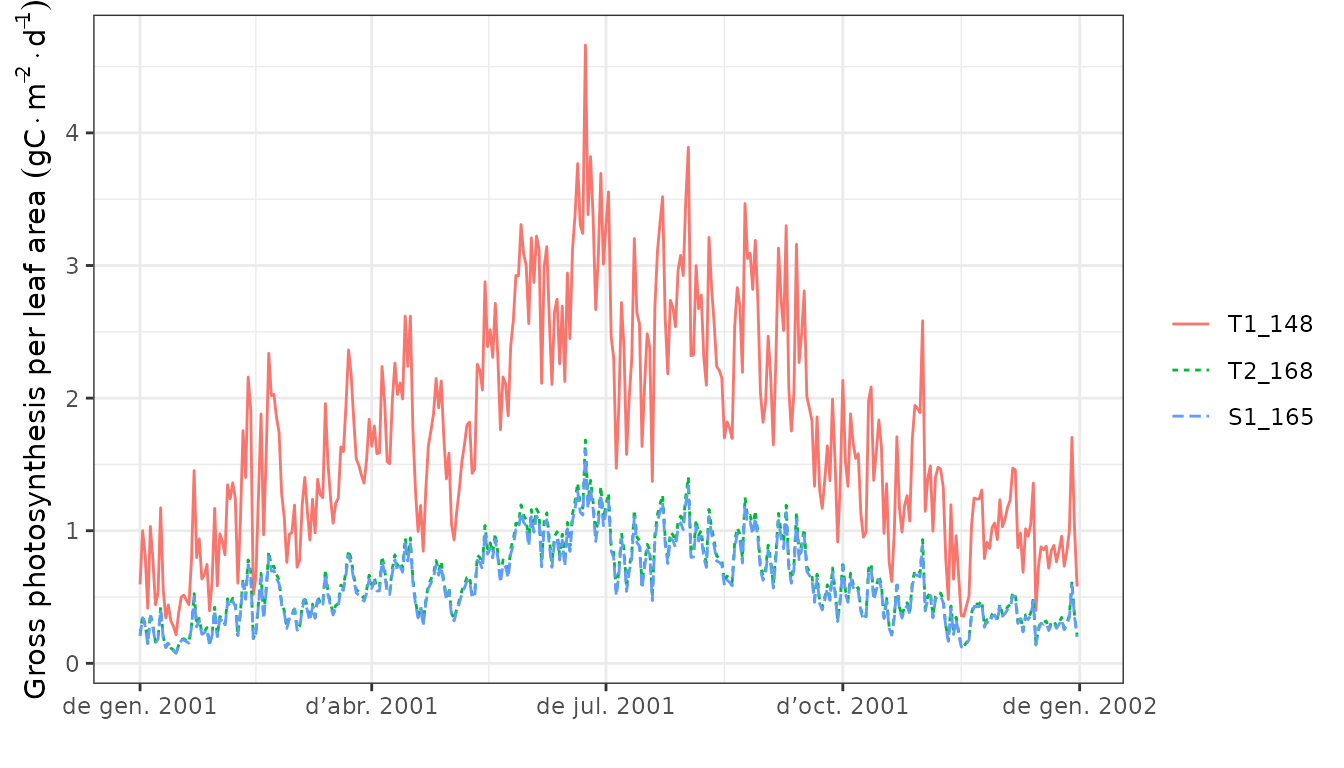 Gross photosynthesis per leaf area (gC · m⁻² · d⁻¹)
4
3
2
1
0
de gen. 2001 d’abr. 2001 de jul. 2001 d’oct. 2001 de gen. 2002
T1_148
T2_168
S1_165